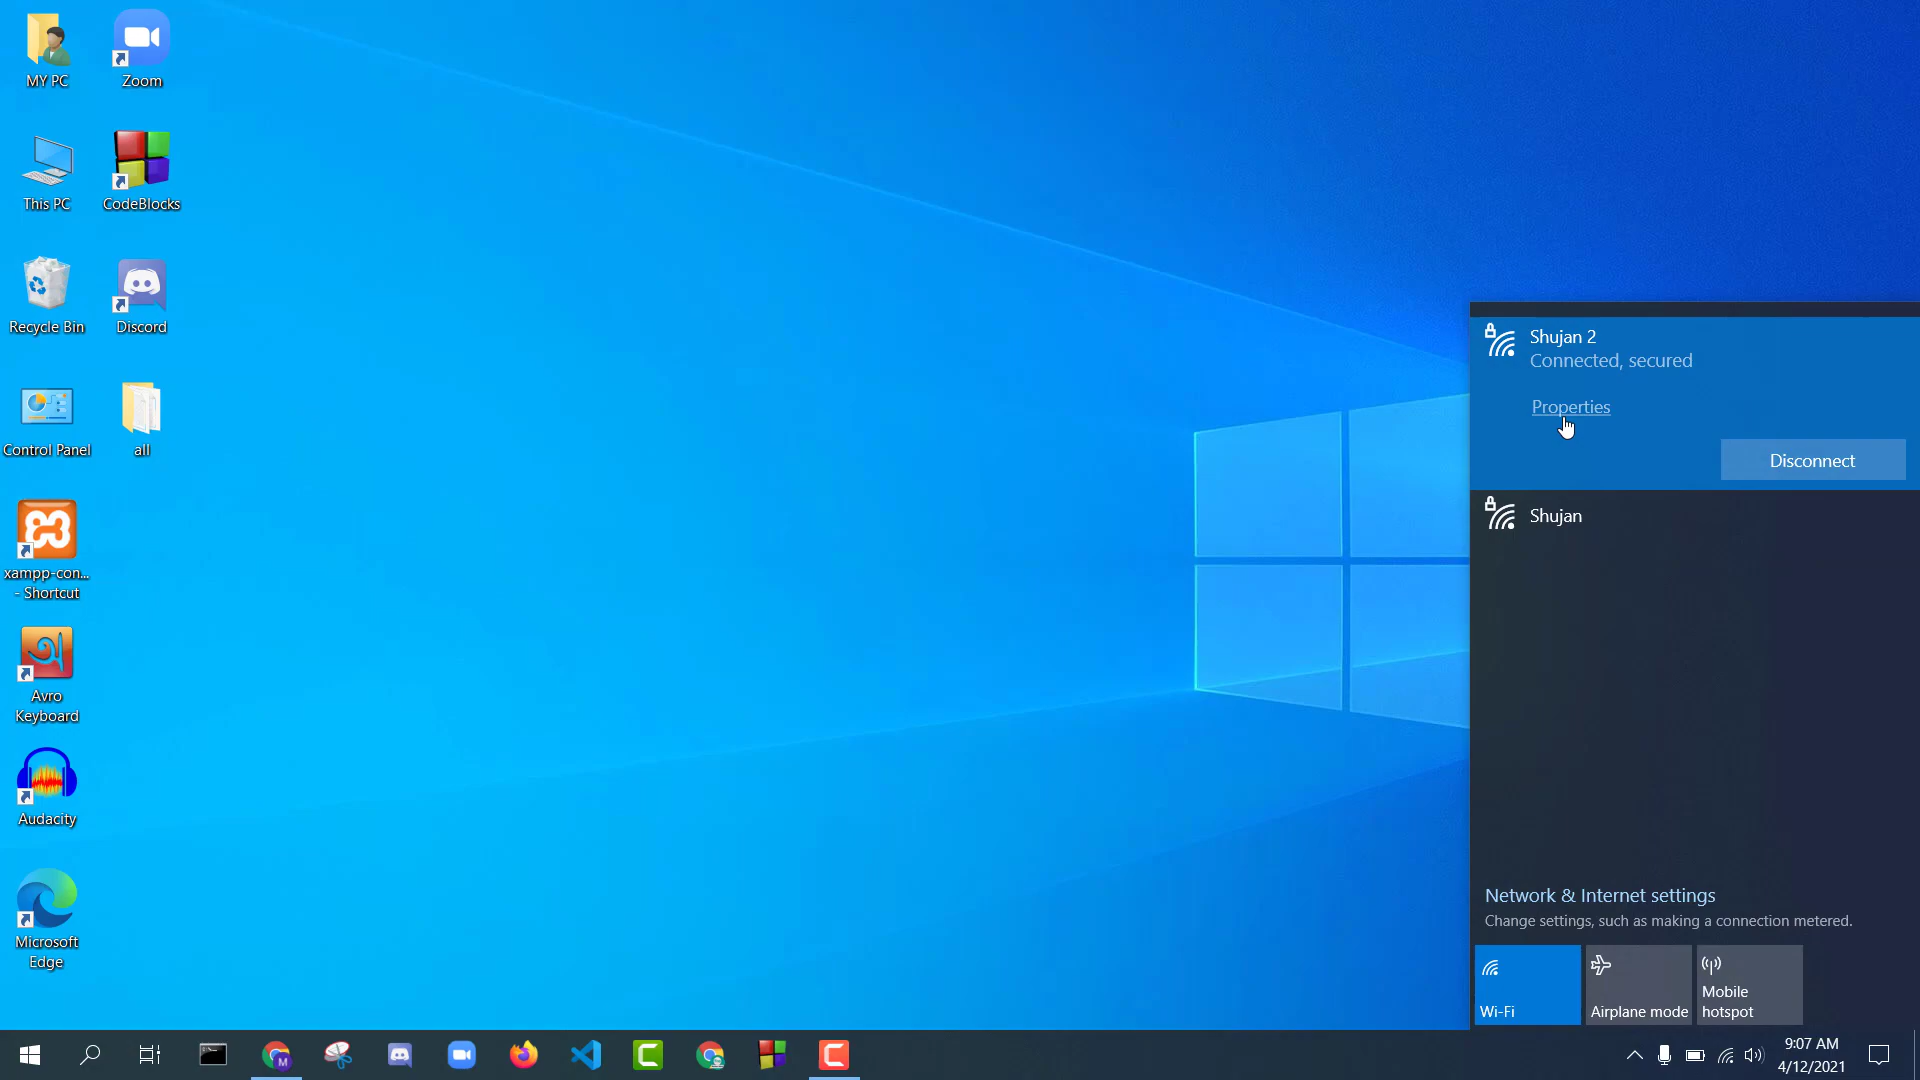 MY PC
Zoom
This PC
CodeBlocks
Recycle Bin
Discord
Control Panel
all
xampp-con...
- Shortcut
Avro
Keyboard
Audacity
Microsoft
Edge
Shujan 2
Connected, secured
Properties
Disconnect
Shujan
Network & Internet settings
Change settings, such as making a connection metered.
Wi-Fi
Airplane mode
Mobile
hotspot
9:07 AM
4/12/2021